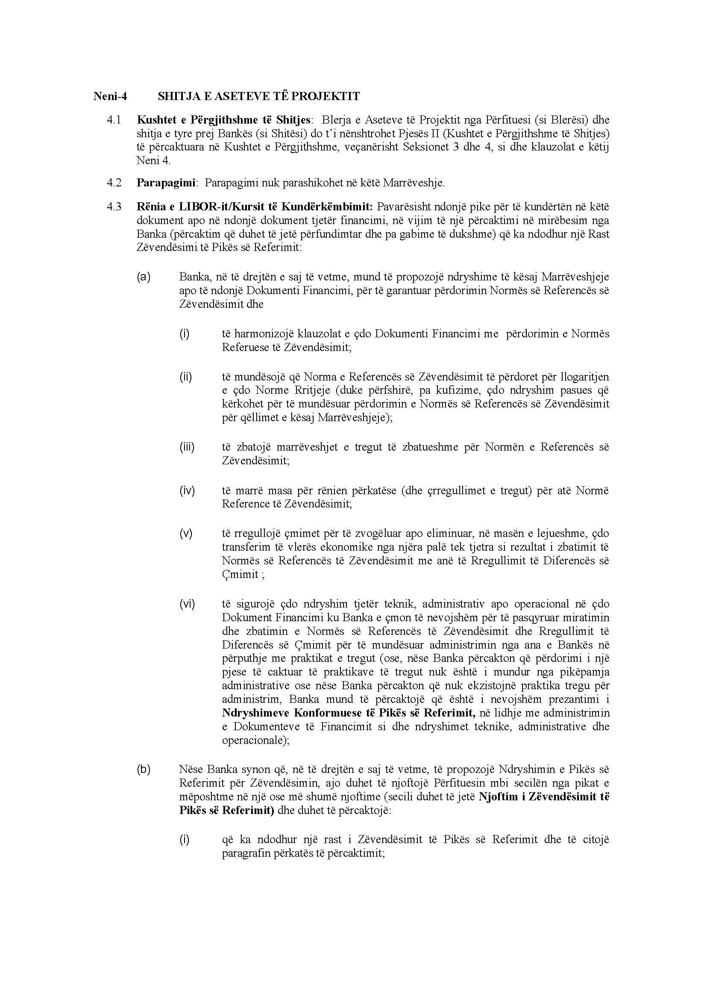 Neni-4 SHITJA E ASETEVE TË PROJEKTIT
4.1 Kushtet e Përgjithshme të Shitjes: Blerja e Aseteve të Projektit nga Përfituesi (si Blerësi) dhe
shitja e tyre prej Bankës (si Shitësi) do t’i nënshtrohet Pjesës II (Kushtet e Përgjithshme të Shitjes)
të përcaktuara në Kushtet e Përgjithshme, veçanërisht Seksionet 3 dhe 4, si dhe klauzolat e këtij
Neni 4.
4.2 Parapagimi: Parapagimi nuk parashikohet në këtë Marrëveshje.
4.3 Rënia e LIBOR-it/Kursit të Kundërkëmbimit: Pavarësisht ndonjë pike për të kundërtën në këtë
dokument apo në ndonjë dokument tjetër financimi, në vijim të një përcaktimi në mirëbesim nga
Banka (përcaktim që duhet të jetë përfundimtar dhe pa gabime të dukshme) që ka ndodhur një Rast
Zëvendësimi të Pikës së Referimit:
(a) Banka, në të drejtën e saj të vetme, mund të propozojë ndryshime të kësaj Marrëveshjeje
apo të ndonjë Dokumenti Financimi, për të garantuar përdorimin Normës së Referencës së
Zëvendësimit dhe
(i) të harmonizojë klauzolat e çdo Dokumenti Financimi me përdorimin e Normës
Referuese të Zëvendësimit;
(ii) të mundësojë që Norma e Referencës së Zëvendësimit të përdoret për llogaritjen
e çdo Norme Rritjeje (duke përfshirë, pa kufizime, çdo ndryshim pasues që
kërkohet për të mundësuar përdorimin e Normës së Referencës së Zëvendësimit
për qëllimet e kësaj Marrëveshjeje);
(iii) të zbatojë marrëveshjet e tregut të zbatueshme për Normën e Referencës së
Zëvendësimit;
(iv) të marrë masa për rënien përkatëse (dhe çrregullimet e tregut) për atë Normë
Reference të Zëvendësimit;
(v) të rregullojë çmimet për të zvogëluar apo eliminuar, në masën e lejueshme, çdo
transferim të vlerës ekonomike nga njëra palë tek tjetra si rezultat i zbatimit të
Normës së Referencës të Zëvendësimit me anë të Rregullimit të Diferencës së
Çmimit ;
(vi) të sigurojë çdo ndryshim tjetër teknik, administrativ apo operacional në çdo
Dokument Financimi ku Banka e çmon të nevojshëm për të pasqyruar miratimin
dhe zbatimin e Normës së Referencës të Zëvendësimit dhe Rregullimit të
Diferencës së Çmimit për të mundësuar administrimin nga ana e Bankës në
përputhje me praktikat e tregut (ose, nëse Banka përcakton që përdorimi i një
pjese të caktuar të praktikave të tregut nuk është i mundur nga pikëpamja
administrative ose nëse Banka përcakton që nuk ekzistojnë praktika tregu për
administrim, Banka mund të përcaktojë që është i nevojshëm prezantimi i
Ndryshimeve Konformuese të Pikës së Referimit, në lidhje me administrimin
e Dokumenteve të Financimit si dhe ndryshimet teknike, administrative dhe
operacionale);
(b) Nëse Banka synon që, në të drejtën e saj të vetme, të propozojë Ndryshimin e Pikës së
Referimit për Zëvendësimin, ajo duhet të njoftojë Përfituesin mbi secilën nga pikat e
mëposhtme në një ose më shumë njoftime (secili duhet të jetë Njoftim i Zëvendësimit të
Pikës së Referimit) dhe duhet të përcaktojë:
(i) që ka ndodhur një rast i Zëvendësimit të Pikës së Referimit dhe të citojë
paragrafin përkatës të përcaktimit;